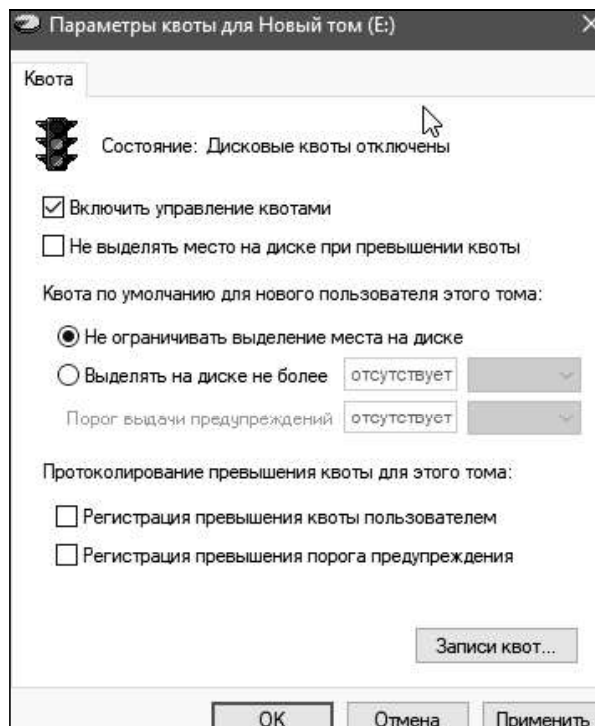 Параметры квоты для Новый том (E:)
Квота
Состояние: Дисковые квоты отключены
Включить управление квотами
Не выделять место на диске при превышении квоты
Квота по умолчанию для нового пользователя этого тома:
Не ограничивать выделение места на диске
Выделять на диске не более отсутствует
Порог выдачи предупреждений отсутствует
Протоколирование превышения квоты для этого тома:
Регистрация превышения квоты пользователем
Регистрация превышения порога предупреждения
Записи квот...
OK Отмена Применить